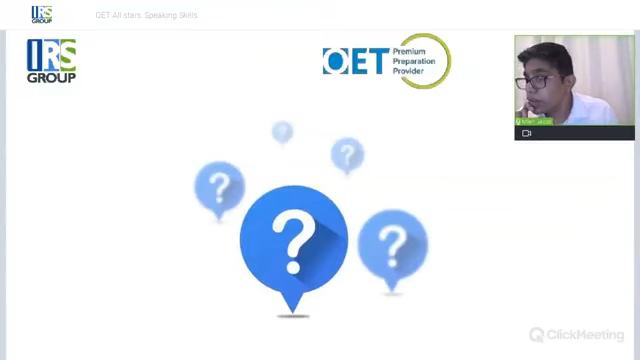 IRS
GROUP
OET All stars: Speaking Skills
IRS
GROUP
OET
Premium
Preparation
Provider
?
?
?
?
?
ClickMeeting